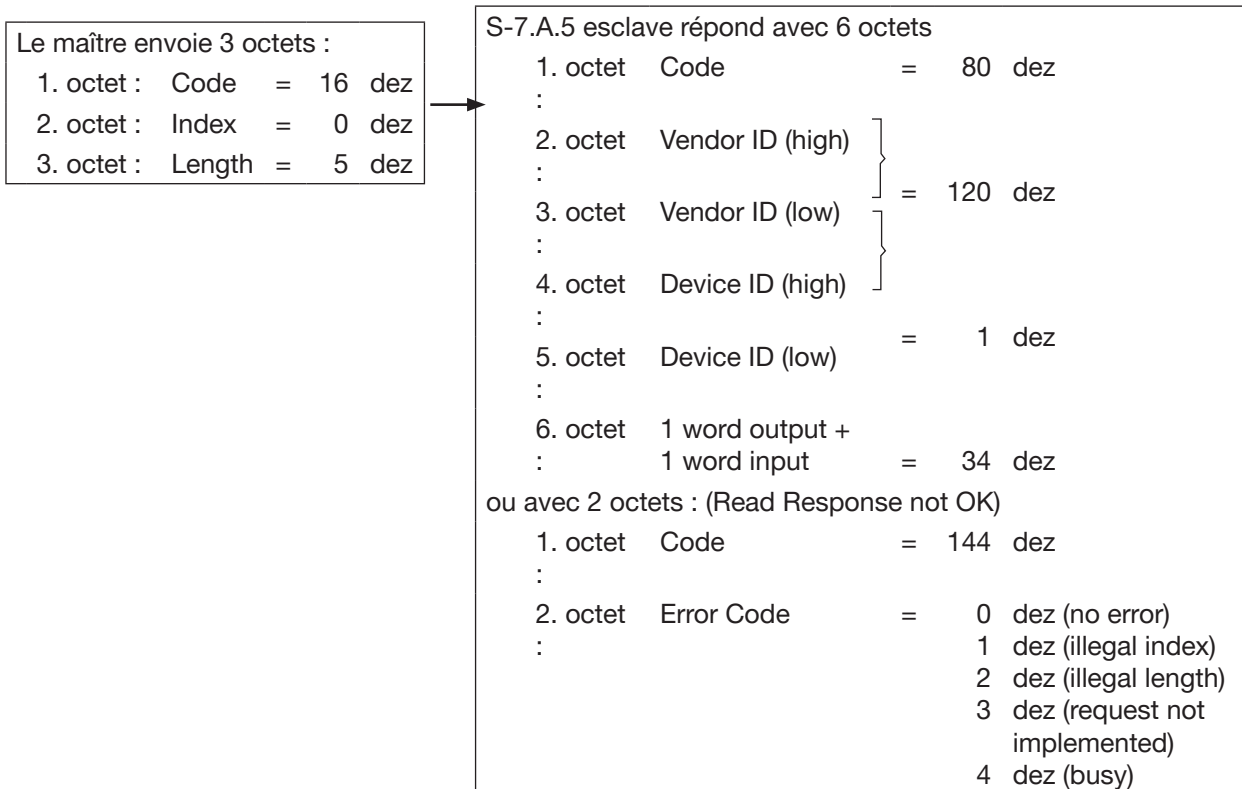 Le maître envoie 3 octets :
1. octet : Code = 16 dez
2. octet : Index = 0 dez
3. octet : Length = 5 dez
S-7.A.5 esclave répond avec 6 octets
1. octet Code = 80 dez
:
2. octet Vendor ID (high)
:
= 120 dez
3. octet Vendor ID (low)
:
4. octet Device ID (high)
:
= 1 dez
5. octet Device ID (low)
:
6. octet 1 word output +
: 1 word input = 34 dez
ou avec 2 octets : (Read Response not OK)
1. octet Code = 144 dez
:
2. octet Error Code = 0 dez (no error)
: 1 dez (illegal index)
2 dez (illegal length)
3 dez (request not
implemented)
4 dez (busy)